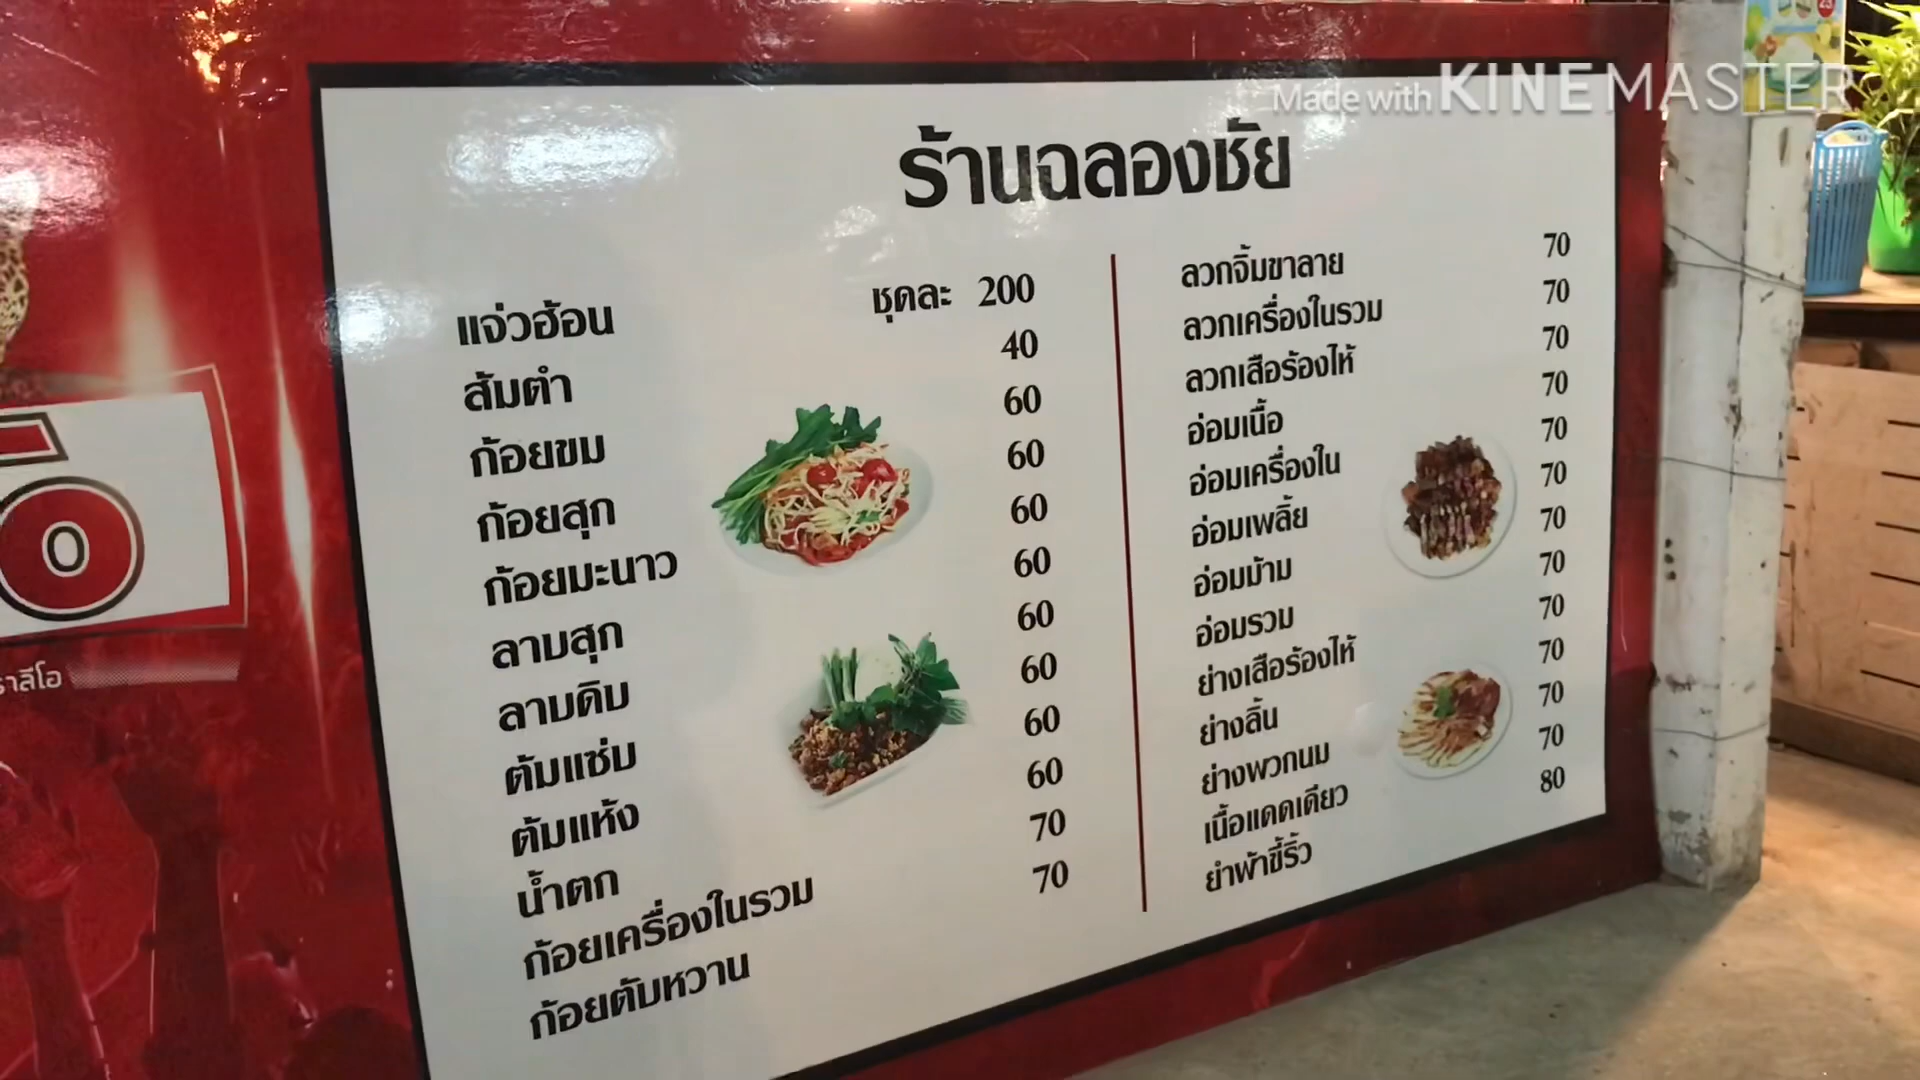 Made with KINEMASTER
ร้านฉลองชัย
แจ่วฮ้อน ชุดละ 200
ส้มตำ 40
ก้อยขม 60
ก้อยสุก 60
ก้อยมะนาว 60
ลาบสุก 60
ลาบดิบ 60
ต้มแซ่บ 60
ต้มแห้ง 60
น้ำตก 60
ก้อยเครื่องในรวม 70
ก้อยตับหวาน 70
ลวกจิ้มขาลาย 70
ลวกเครื่องในรวม 70
ลวกเสือร้องไห้ 70
อ่อมเนื้อ 70
อ่อมเครื่องใน 70
อ่อมเพลี้ย 70
อ่อมม้าม 70
อ่อมรวม 70
ย่างเสือร้องไห้ 70
ย่างลิ้น 70
ย่างพวกนม 70
เนื้อแดดเดียว 70
ยำผ้าขี้ริ้ว 80